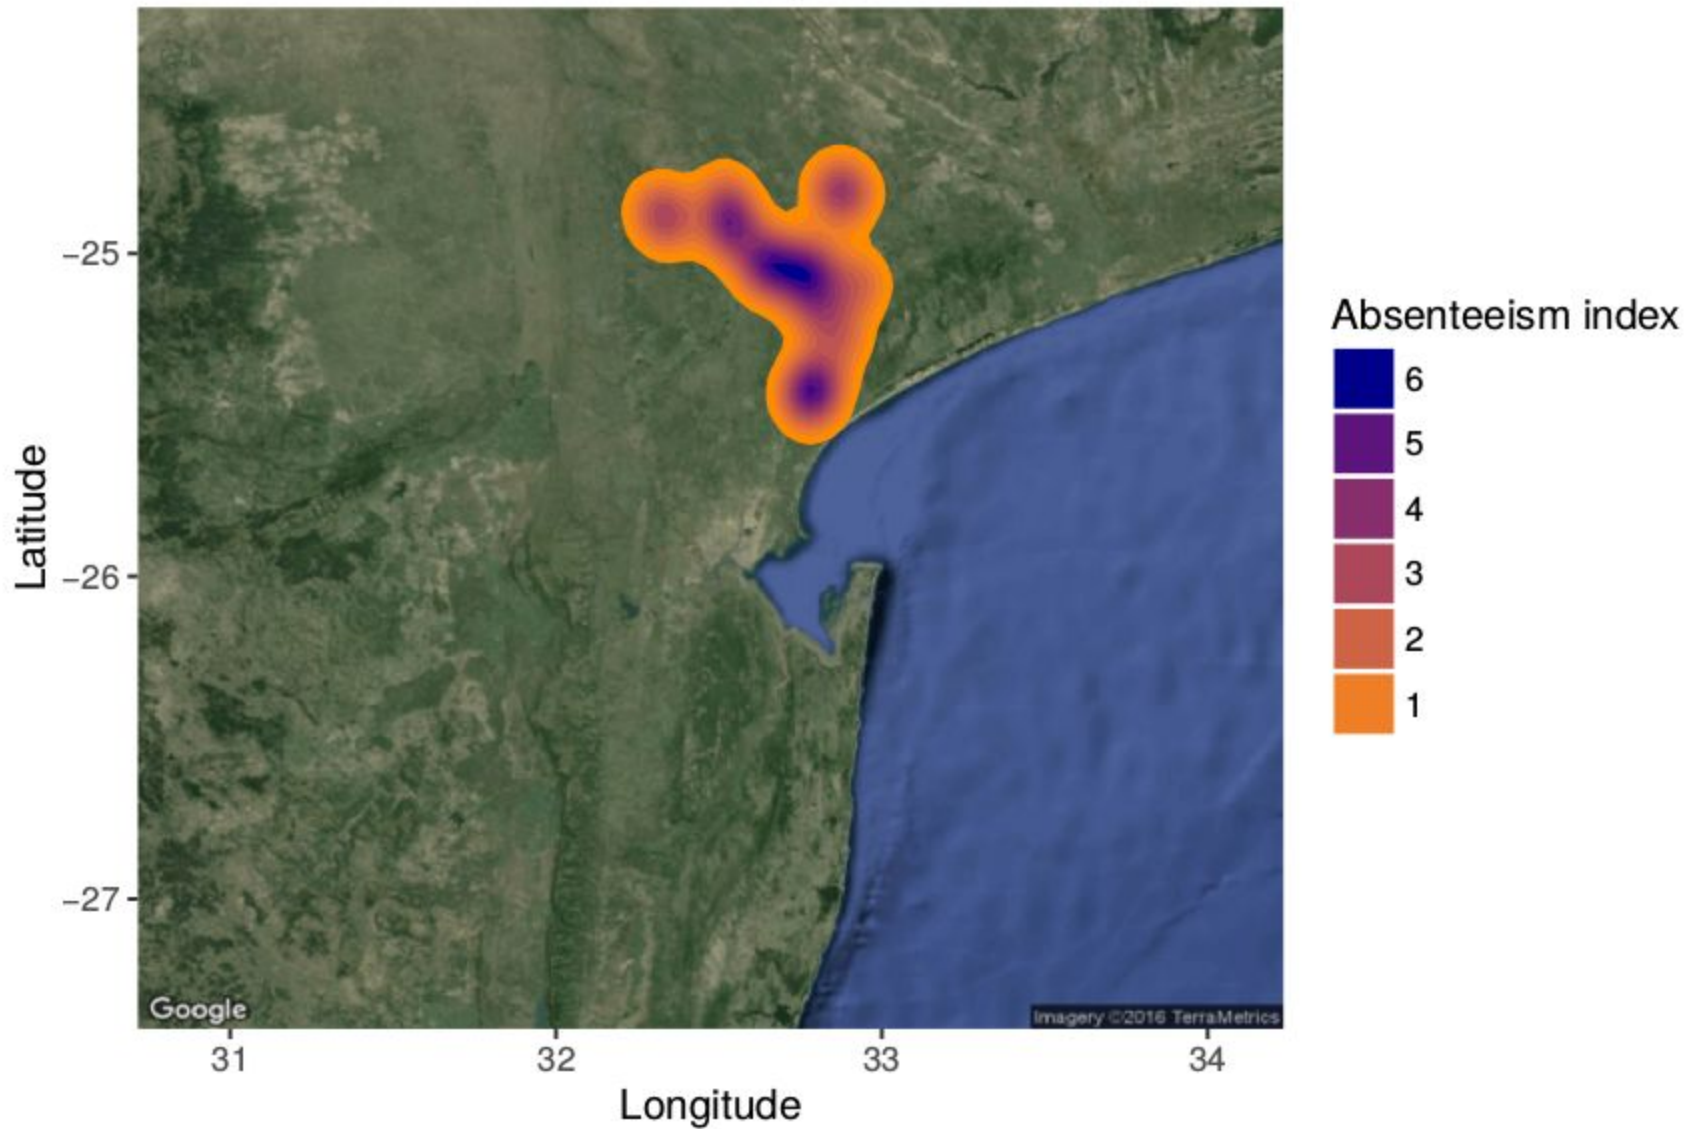 Absenteeism index
6
5
4
3
2
1
Latitude
−25
−26
−27
Google
Imagery ©2016 TerraMetrics
31 32 33 34
Longitude